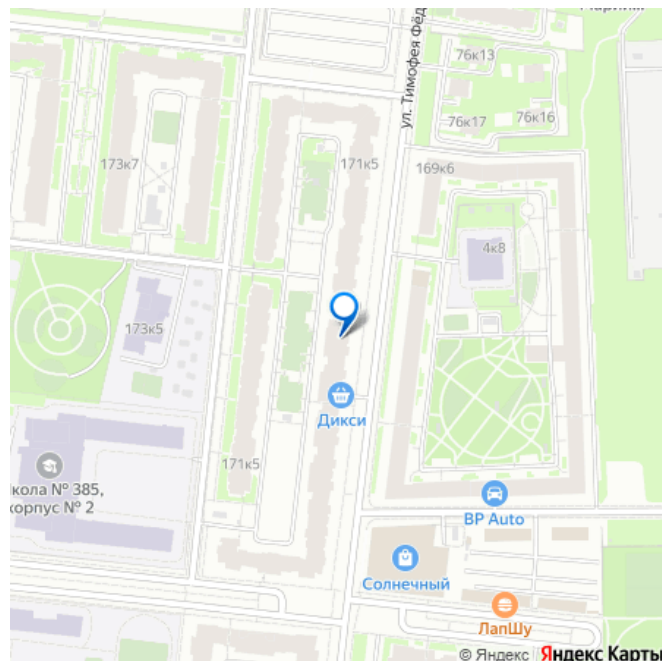 76к13
ул. Тимофея Фёд
76к17
76к16
173к7
171к5
169к6
4к8
173к5
Дикси
171к5
кола № 385,
корпус № 2
BP Auto
Солнечный
ЛапШу
© Яндекс Яндекс Карты